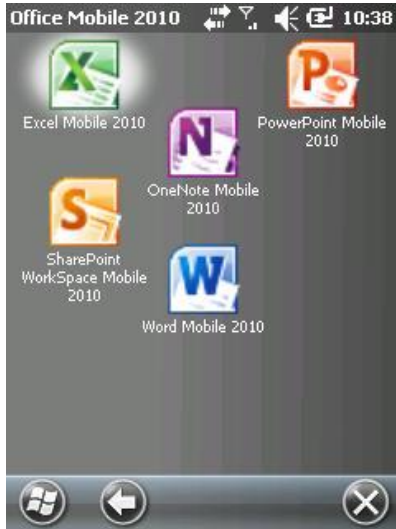 Office Mobile 2010 10:38
Excel Mobile 2010
PowerPoint Mobile
2010
OneNote Mobile
2010
SharePoint
WorkSpace Mobile
2010
Word Mobile 2010